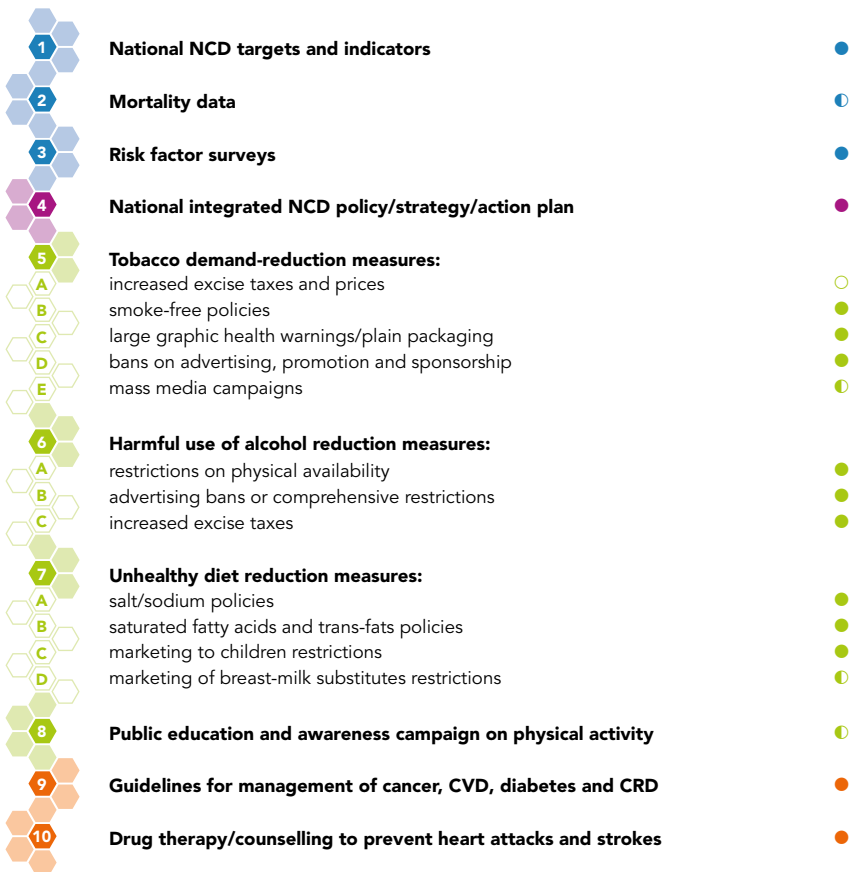 1 National NCD targets and indicators
2 Mortality data
3 Risk factor surveys
4 National integrated NCD policy/strategy/action plan
5 Tobacco demand-reduction measures:
A increased excise taxes and prices
B smoke-free policies
C large graphic health warnings/plain packaging
D bans on advertising, promotion and sponsorship
E mass media campaigns
6 Harmful use of alcohol reduction measures:
A restrictions on physical availability
B advertising bans or comprehensive restrictions
C increased excise taxes
7 Unhealthy diet reduction measures:
A salt/sodium policies
B saturated fatty acids and trans-fats policies
C marketing to children restrictions
D marketing of breast-milk substitutes restrictions
8 Public education and awareness campaign on physical activity
9 Guidelines for management of cancer, CVD, diabetes and CRD
10 Drug therapy/counselling to prevent heart attacks and strokes